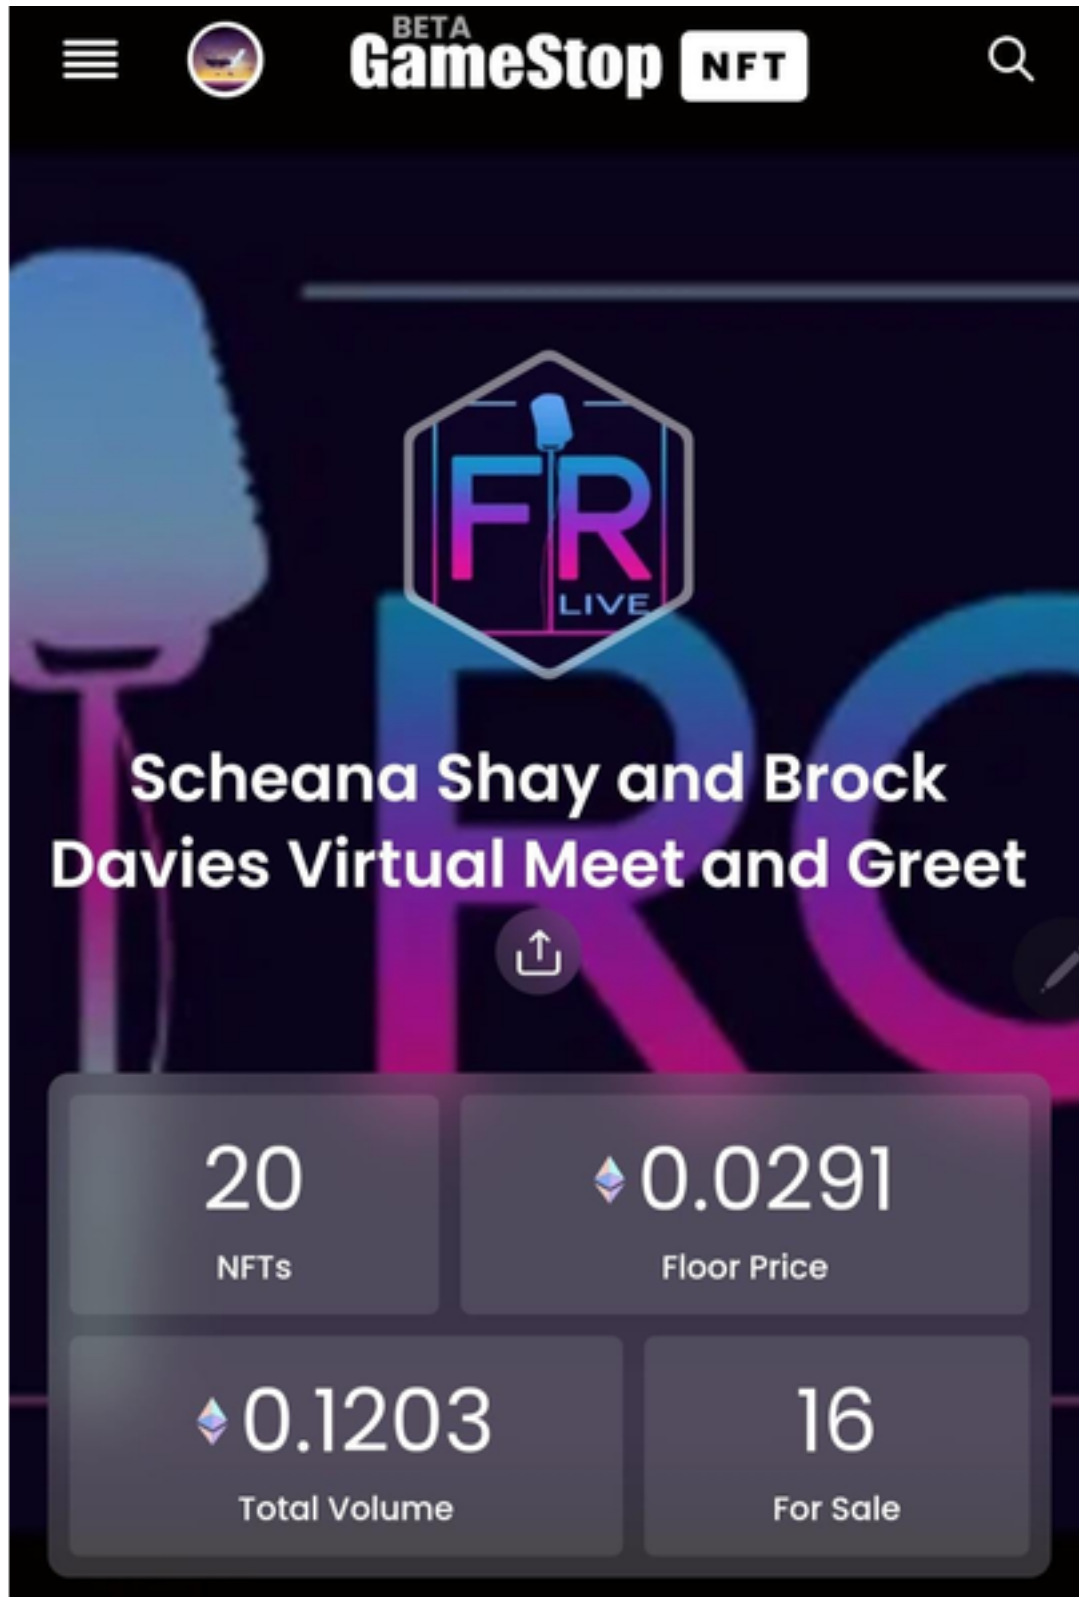 BETA
GameStop NFT
FR
LIVE
RO
Scheana Shay and Brock
Davies Virtual Meet and Greet
20
0.0291
NFTs
Floor Price
0.1203
16
Total Volume
For Sale